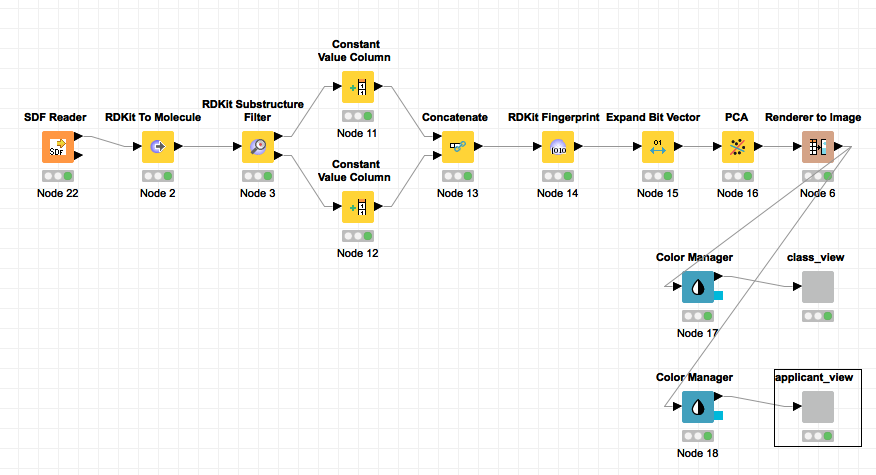 Constant
Value Column
Node 11
SDF Reader
SDF
Node 22
RDKit To Molecule
Node 2
RDKit Substructure
Filter
Node 3
Constant
Value Column
Node 12
Concatenate
Node 13
RDKit Fingerprint
1010
Node 14
Expand Bit Vector
01
Node 15
PCA
Node 16
Renderer to Image
Node 6
Color Manager
Node 17
class_view
Color Manager
Node 18
applicant_view